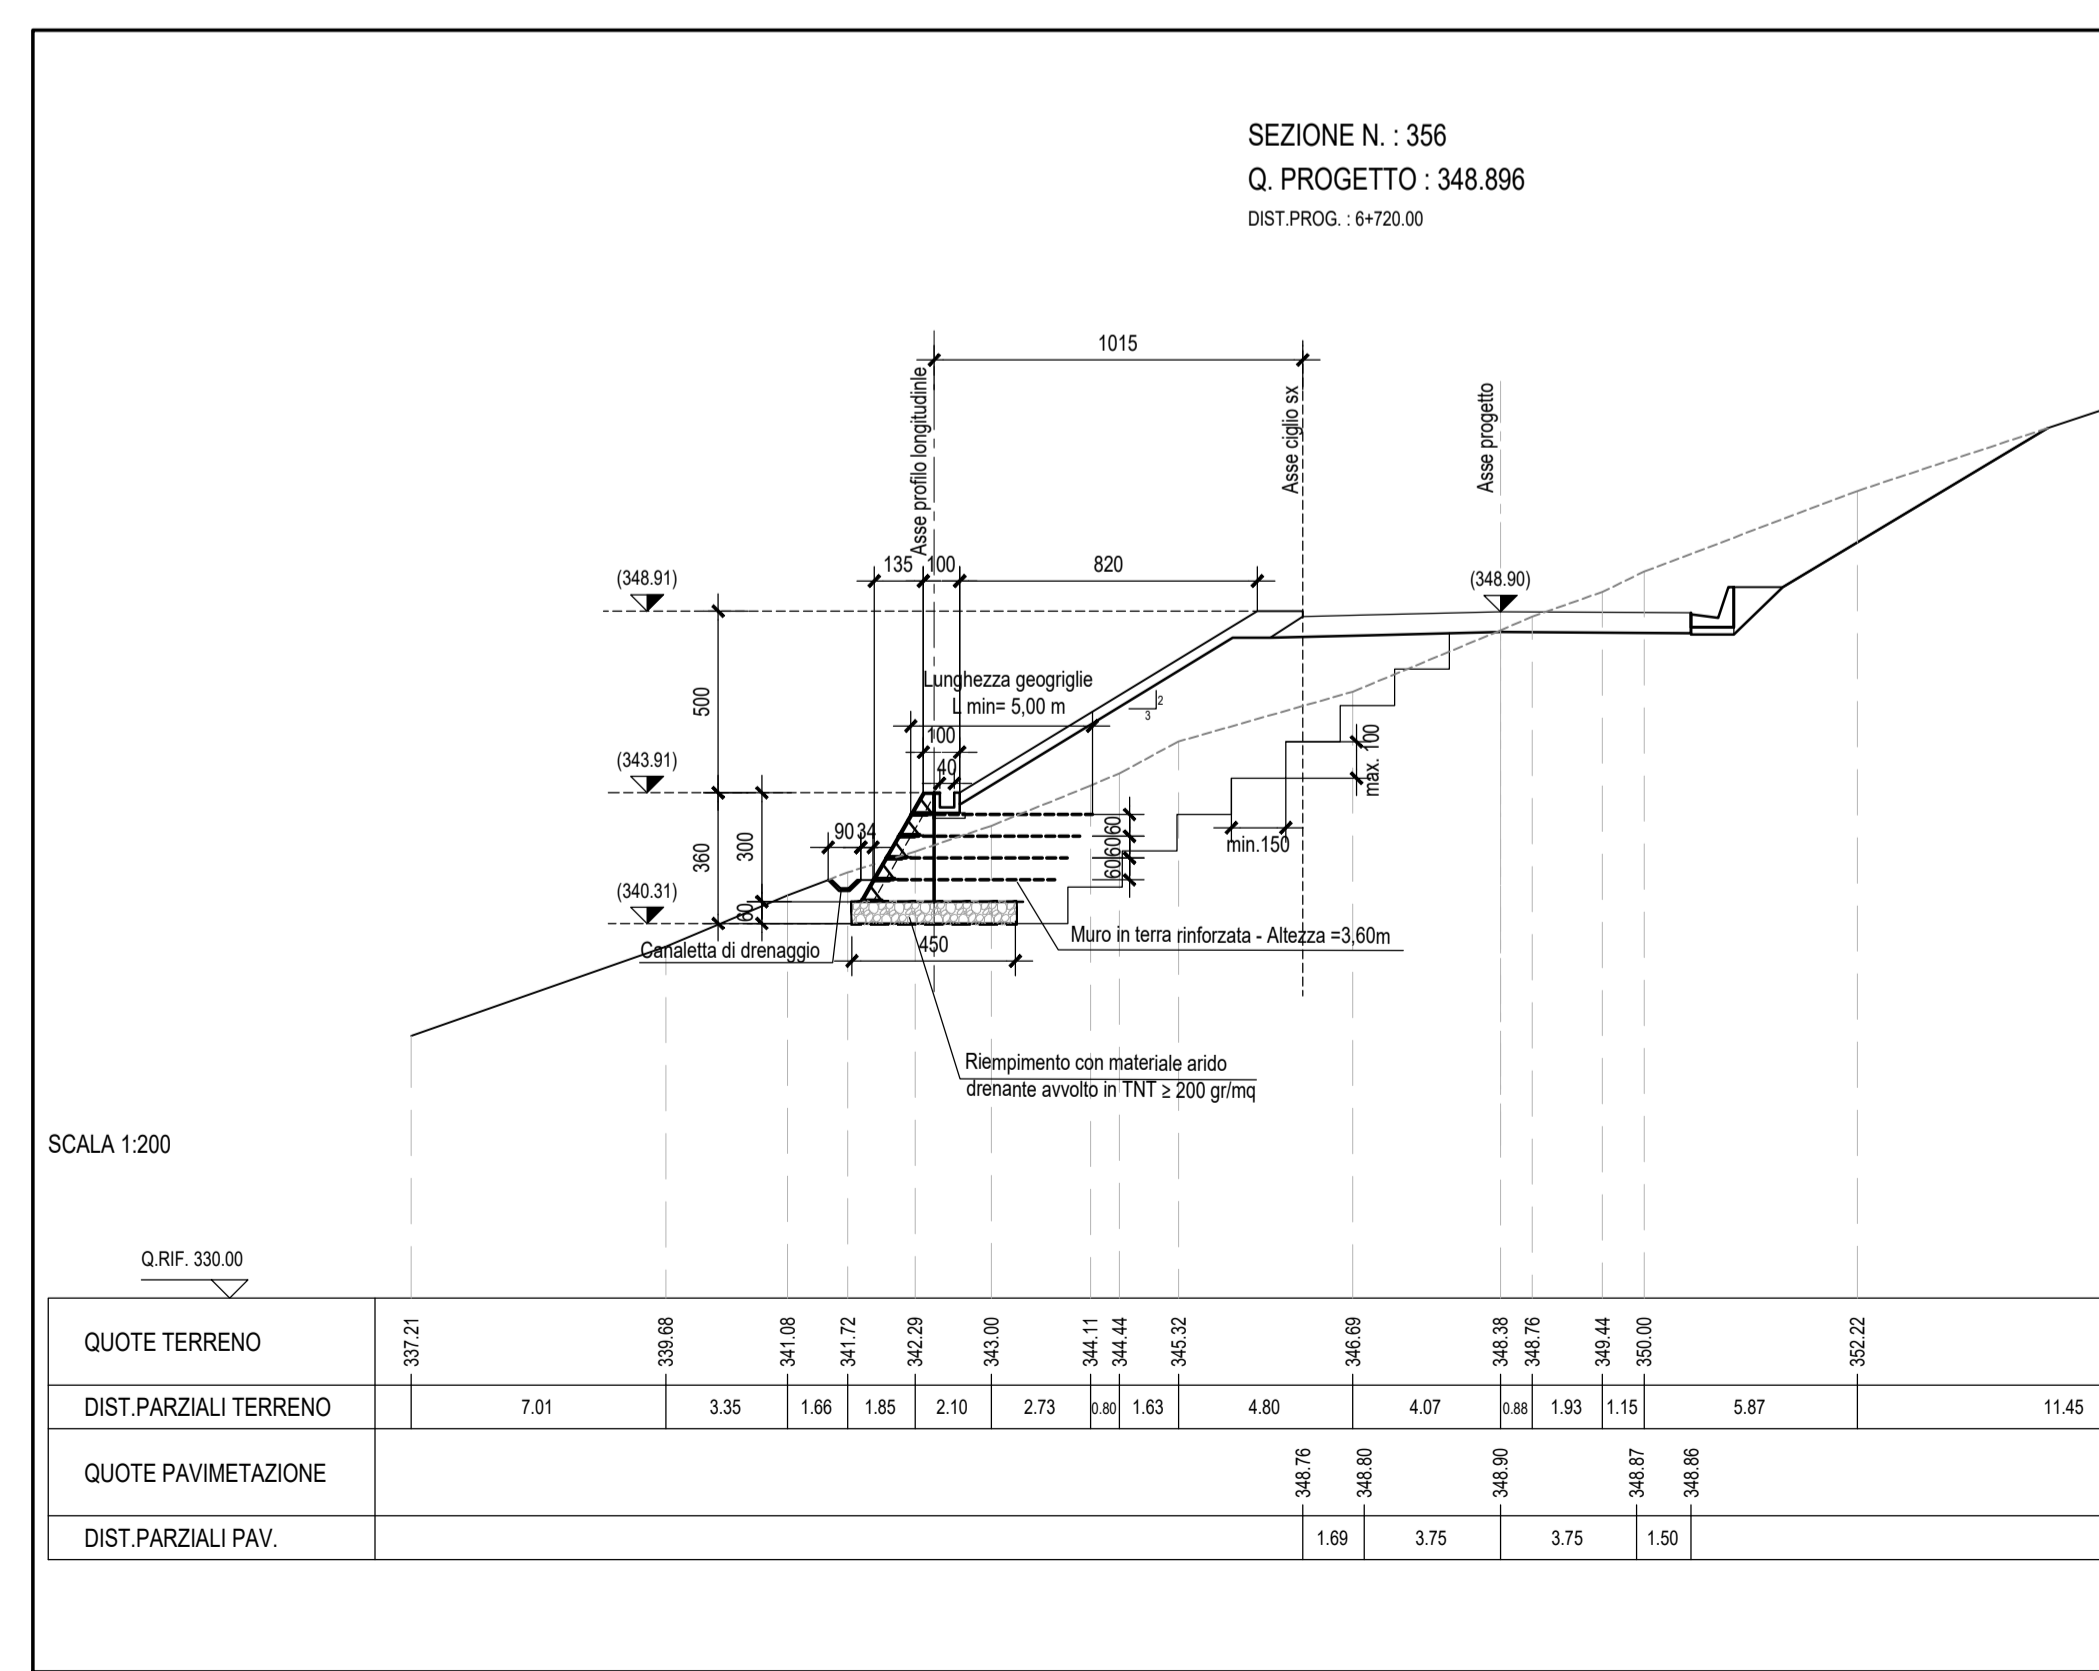 SEZIONE N. : 356
Q. PROGETTO : 348.896
DIST.PROG. : 6+720.00
1015
Asse profilo longitudinle
Asse ciglio sx
Asse progetto
135 100 820
(348.91)
(348.90)
Lunghezza geogriglie
L min= 5,00 m
2
3
500
100
40
(343.91)
max. 100
90 34
300
360
60 60 60
min.150
(340.31)
60
Canaletta di drenaggio
450
Muro in terra rinforzata - Altezza =3,60m
Riempimento con materiale arido
drenante avvolto in TNT ≥ 200 gr/mq
SCALA 1:200
Q.RIF. 330.00
QUOTE TERRENO 337.21 339.68 341.08 341.72 342.29 343.00 344.11 344.44 345.32 346.69 348.38 348.76 349.44 350.00 352.22
DIST.PARZIALI TERRENO 7.01 3.35 1.66 1.85 2.10 2.73 0.80 1.63 4.80 4.07 0.88 1.93 1.15 5.87 11.45
QUOTE PAVIMETAZIONE 348.76 348.80 348.90 348.87 348.86
DIST.PARZIALI PAV. 1.69 3.75 3.75 1.50